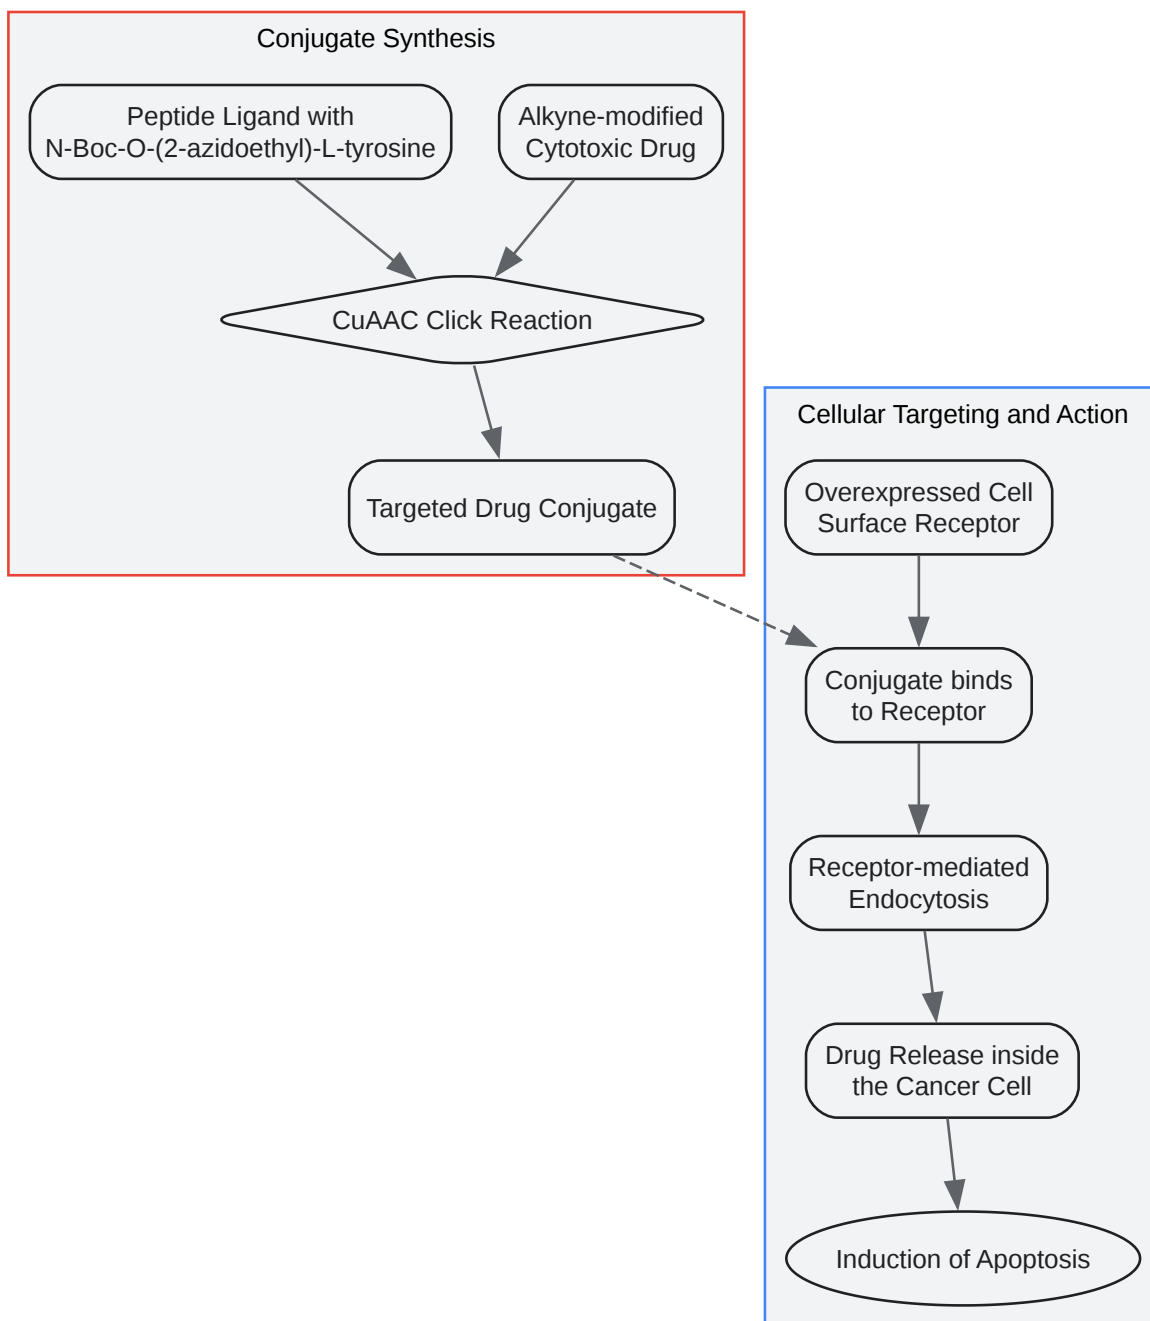 Conjugate Synthesis
Peptide Ligand with
N-Boc-O-(2-azidoethyl)-L-tyrosine
Alkyne-modified
Cytotoxic Drug
CuAAC Click Reaction
Targeted Drug Conjugate
Cellular Targeting and Action
Overexpressed Cell
Surface Receptor
Conjugate binds
to Receptor
Receptor-mediated
Endocytosis
Drug Release inside
the Cancer Cell
Induction of Apoptosis